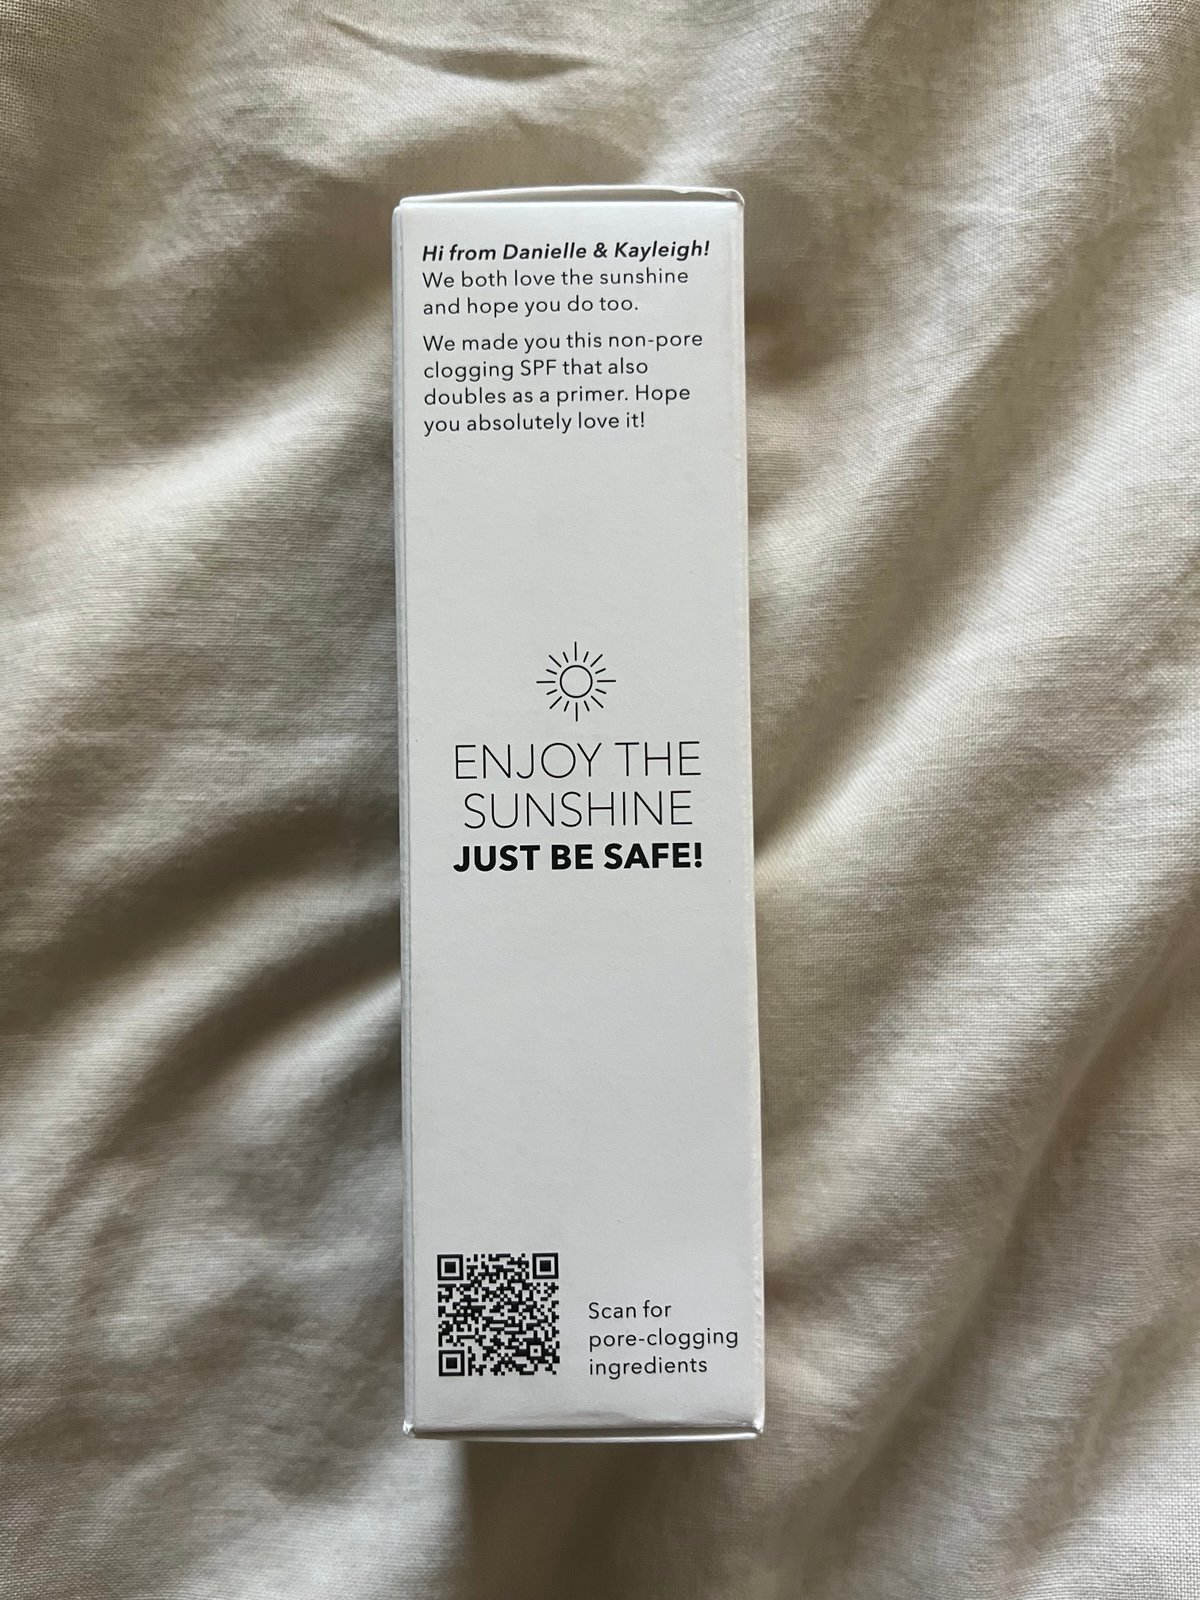 Hi from Danielle & Kayleigh!
We both love the sunshine
and hope you do too.
We made you this non-pore
clogging SPF that also
doubles as a primer. Hope
you absolutely love it!
ENJOY THE
SUNSHINE
JUST BE SAFE!
Scan for
pore-clogging
ingredients